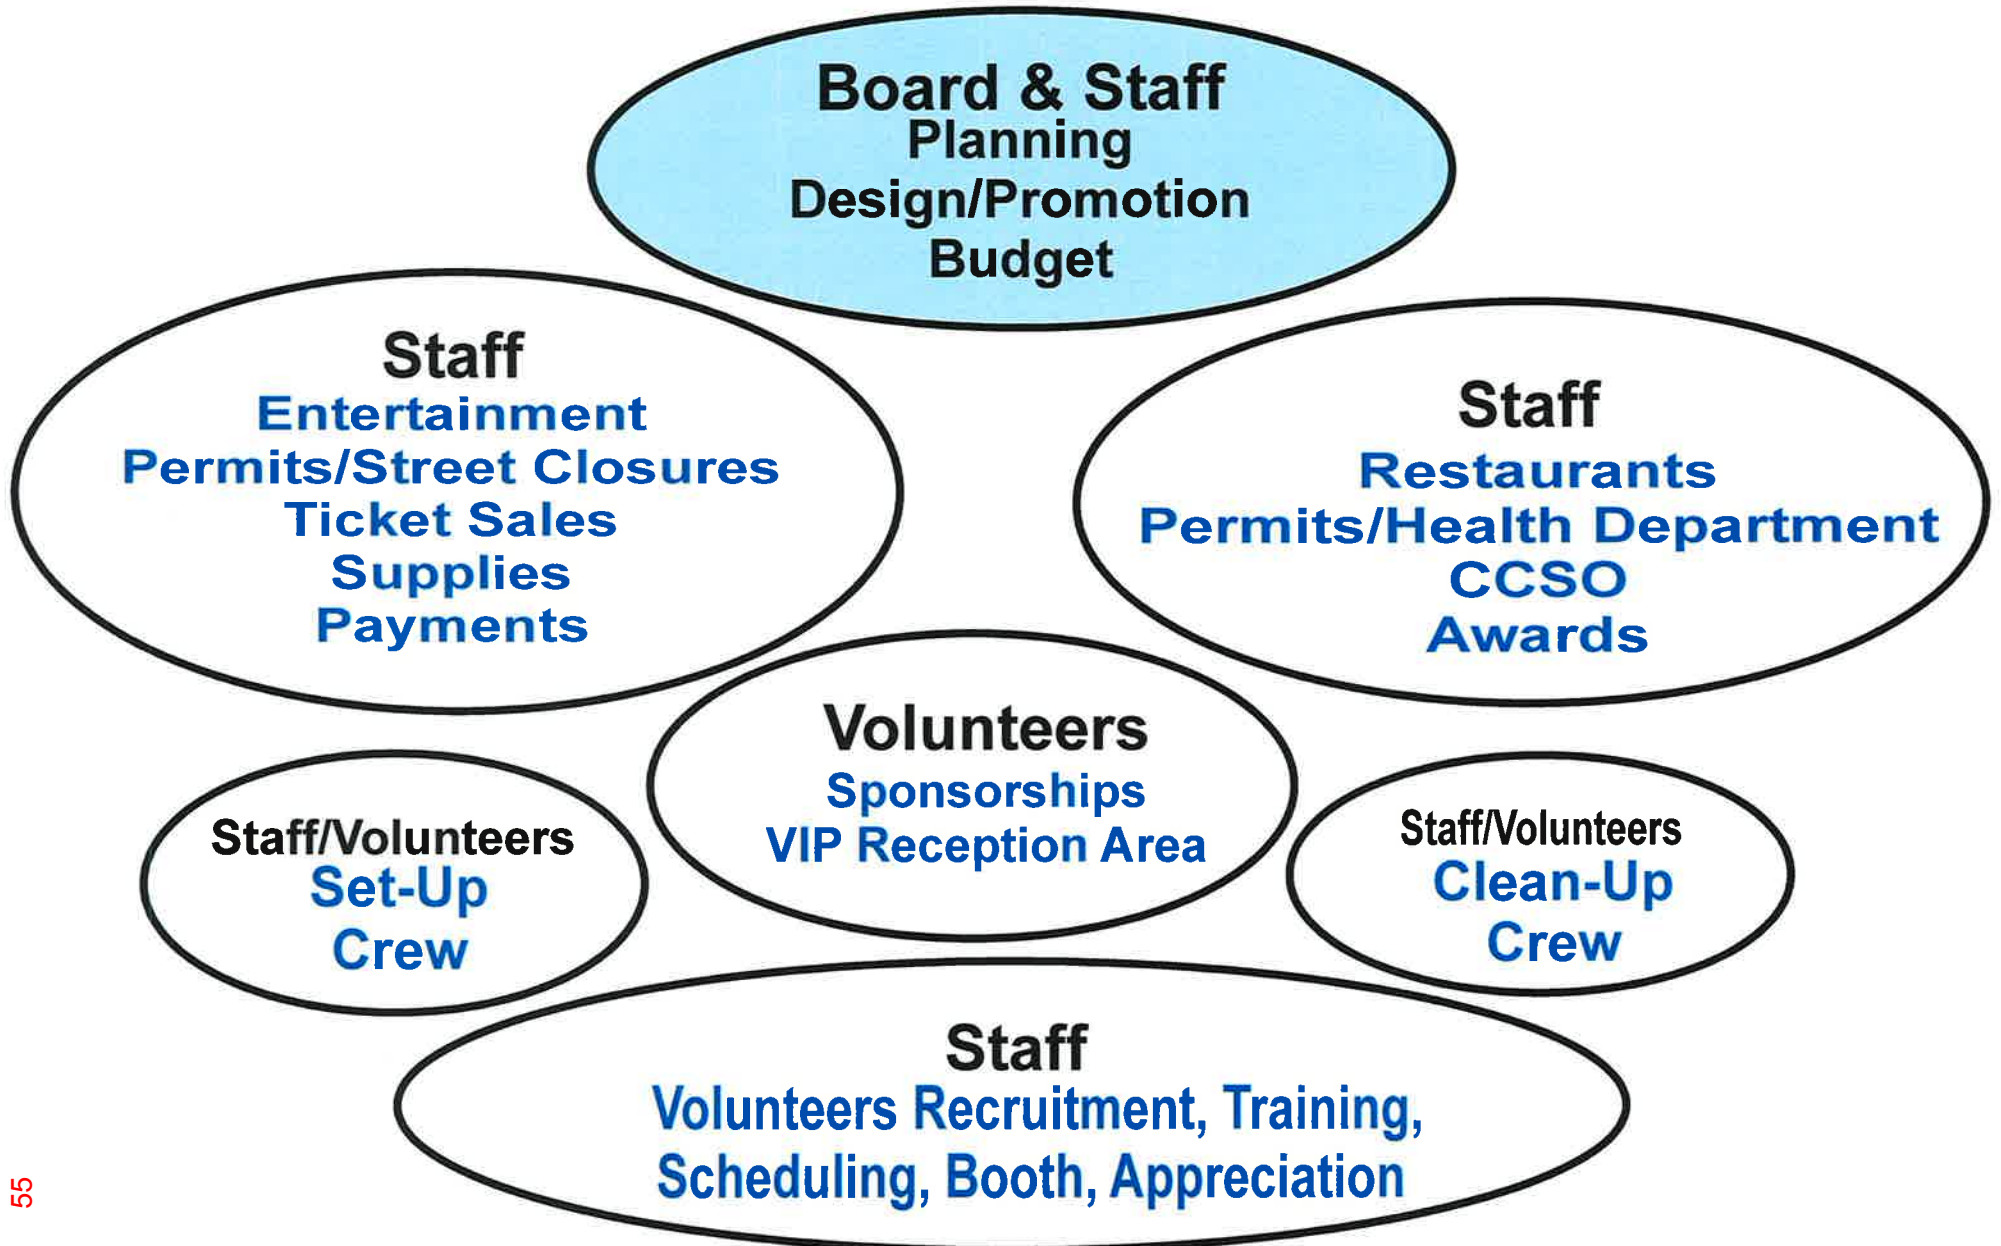 Board & Staff
Planning
Design/Promotion
Budget
Staff
Entertainment
Permits/Street Closures
Ticket Sales
Supplies
Payments
Staff
Restaurants
Permits/Health Department
CCSO
Awards
Volunteers
Sponsorships
VIP Reception Area
Staff/Volunteers
Set-Up
Crew
Staff/Volunteers
Clean-Up
Crew
Staff
Volunteers Recruitment, Training,
Scheduling, Booth, Appreciation
55